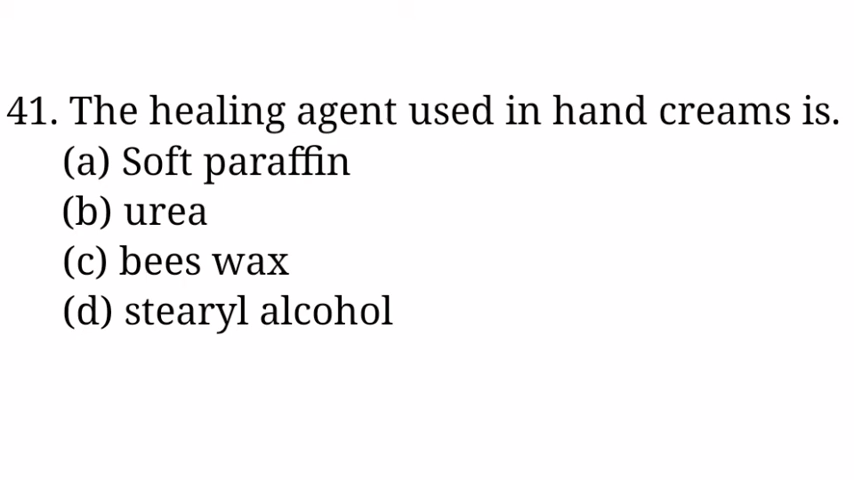 41. The healing agent used in hand creams is.
(a) Soft paraffin
(b) urea
(c) bees wax
(d) stearyl alcohol